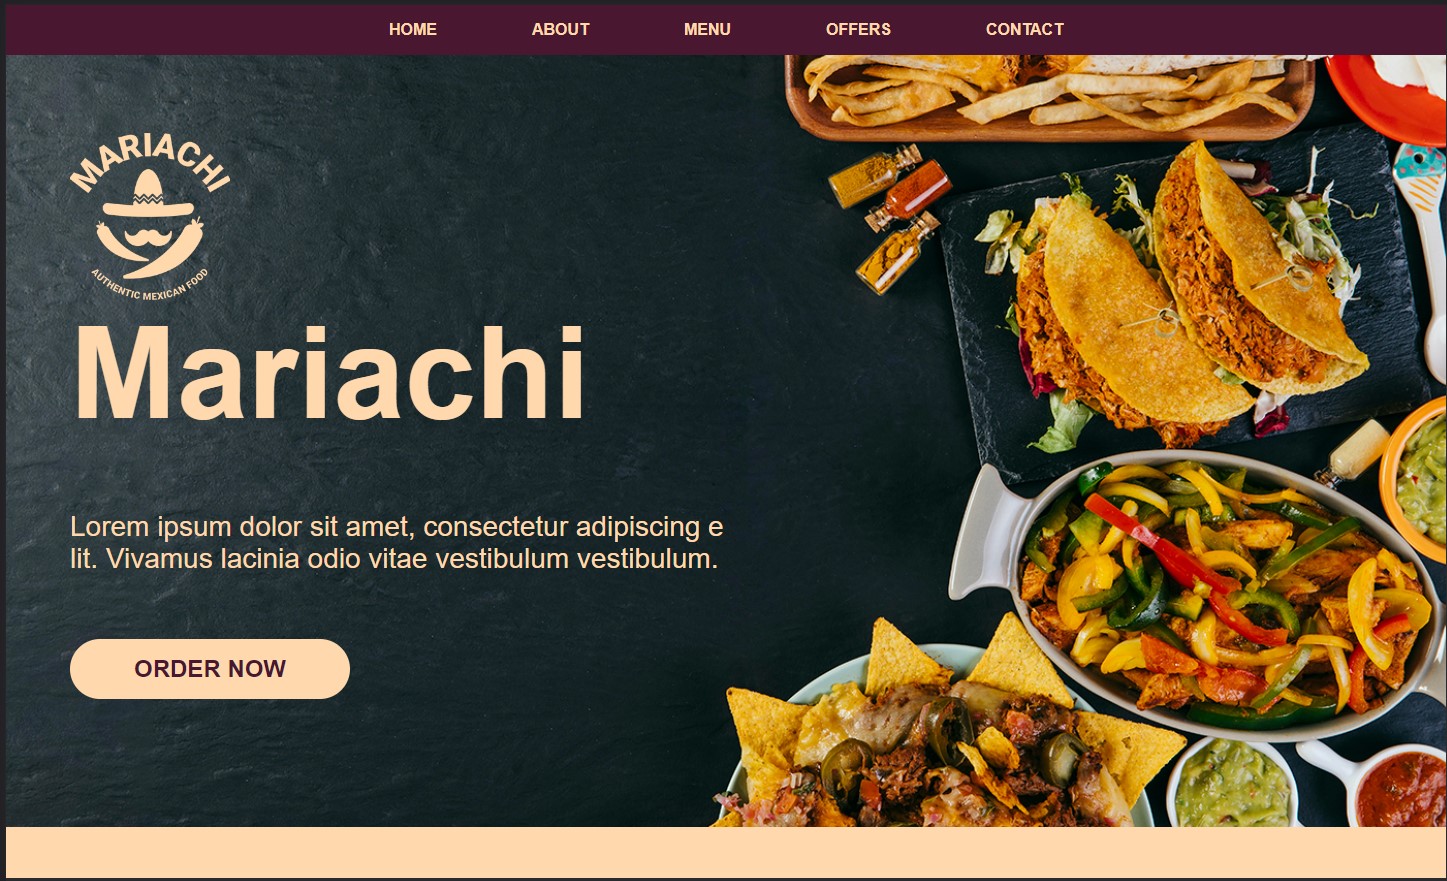 HOME ABOUT MENU OFFERS CONTACT
MARIACHI
AUTHENTIC MEXICAN FOOD
Mariachi
Lorem ipsum dolor sit amet, consectetur adipiscing e
lit. Vivamus lacinia odio vitae vestibulum vestibulum.
ORDER NOW